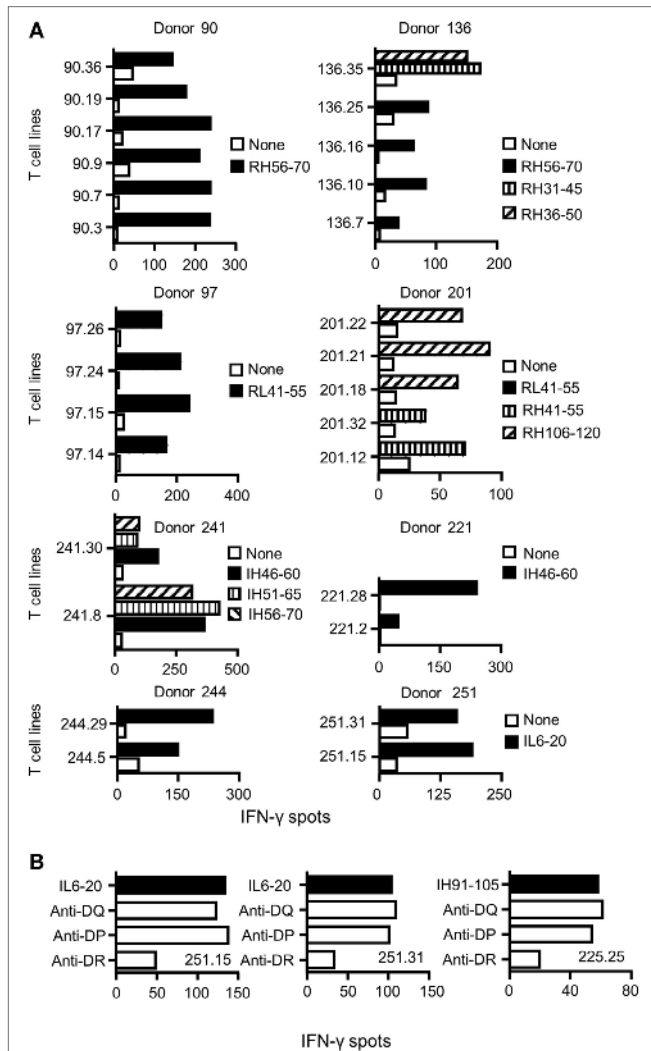 A
Donor 90
T cell lines
90.36
90.19
90.17
90.9
90.7
90.3
None
RH56-70
0 100 200 300
Donor 136
136.35
136.25
136.16
136.10
136.7
None
RH56-70
RH31-45
RH36-50
0 100 200
Donor 97
T cell lines
97.26
97.24
97.15
97.14
None
RL41-55
0 200 400
Donor 201
201.22
201.21
201.18
201.32
201.12
None
RL41-55
RH41-55
RH106-120
0 50 100
Donor 241
T cell lines
241.30
241.8
None
IH46-60
IH51-65
IH56-70
0 250 500
Donor 221
221.28
221.2
None
IH46-60
0 150 300
Donor 244
T cell lines
244.29
244.5
0 150 300
Donor 251
251.31
251.15
None
IL6-20
0 125 250
IFN-γ spots
B
IL6-20
Anti-DQ
Anti-DP
Anti-DR
251.15
0 50 100 150
IL6-20
Anti-DQ
Anti-DP
Anti-DR
251.31
0 50 100 150
IH91-105
Anti-DQ
Anti-DP
Anti-DR
225.25
0 40 80
IFN-γ spots